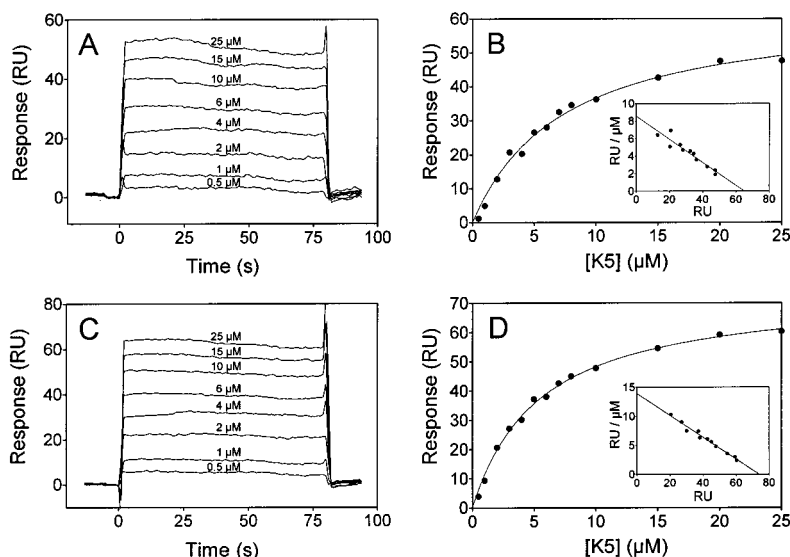 A
Response (RU)
60
40
20
0
25 µM
15 µM
10 µM
6 µM
4 µM
2 µM
1 µM
0.5 µM
0 25 50 75 100
Time (s)
B
Response (RU)
60
50
40
30
20
10
0
0 5 10 15 20 25
[K5] (µM)
RU / µM
10
8
6
4
2
0
0 20 40 60 80
RU
C
Response (RU)
80
60
40
20
0
25 µM
15 µM
10 µM
6 µM
4 µM
2 µM
1 µM
0.5 µM
0 25 50 75 100
Time (s)
D
Response (RU)
70
60
50
40
30
20
10
0
0 5 10 15 20 25
[K5] (µM)
RU / µM
15
10
5
0
0 20 40 60 80
RU